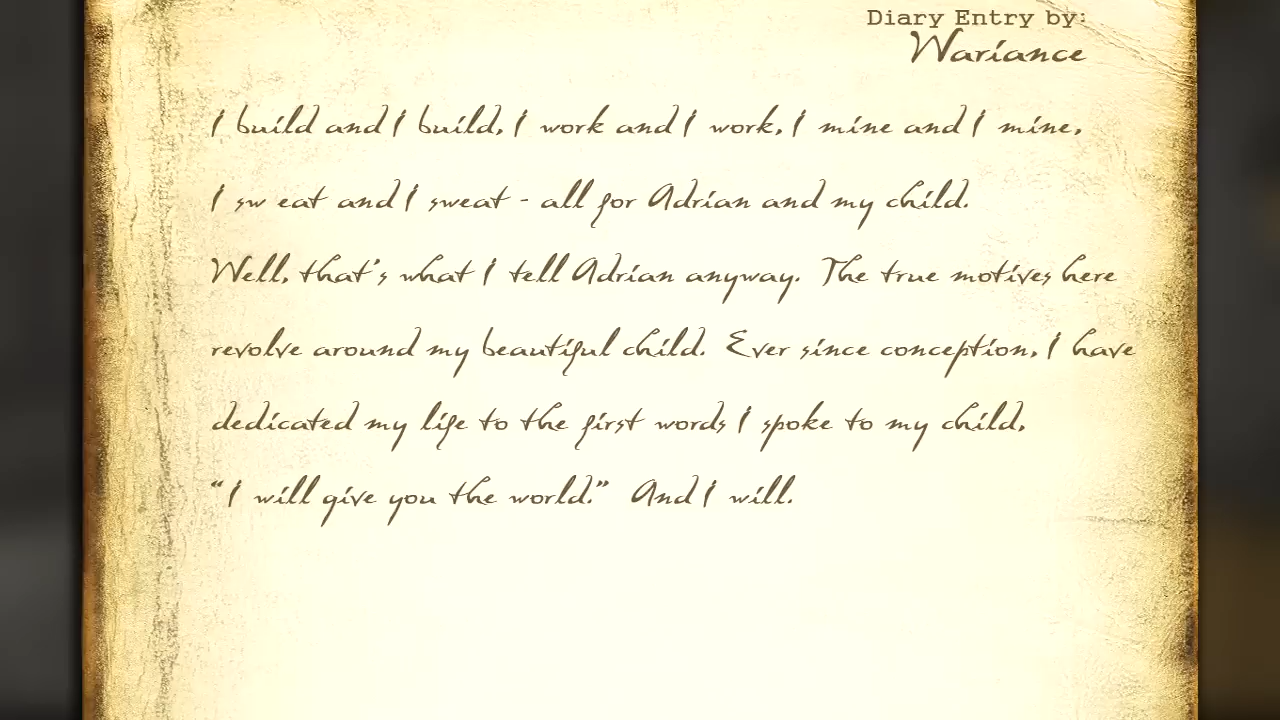 Diary Entry by:
Wariance
I build and I build, I work and I work, I mine and I mine,
I sw eat and I sweat - all for Adrian and my child.
Well, that's what I tell Adrian anyway. The true motives here
revolve around my beautiful child. Ever since conception, I have
dedicated my life to the first words I spoke to my child,
“I will give you the world.” And I will.